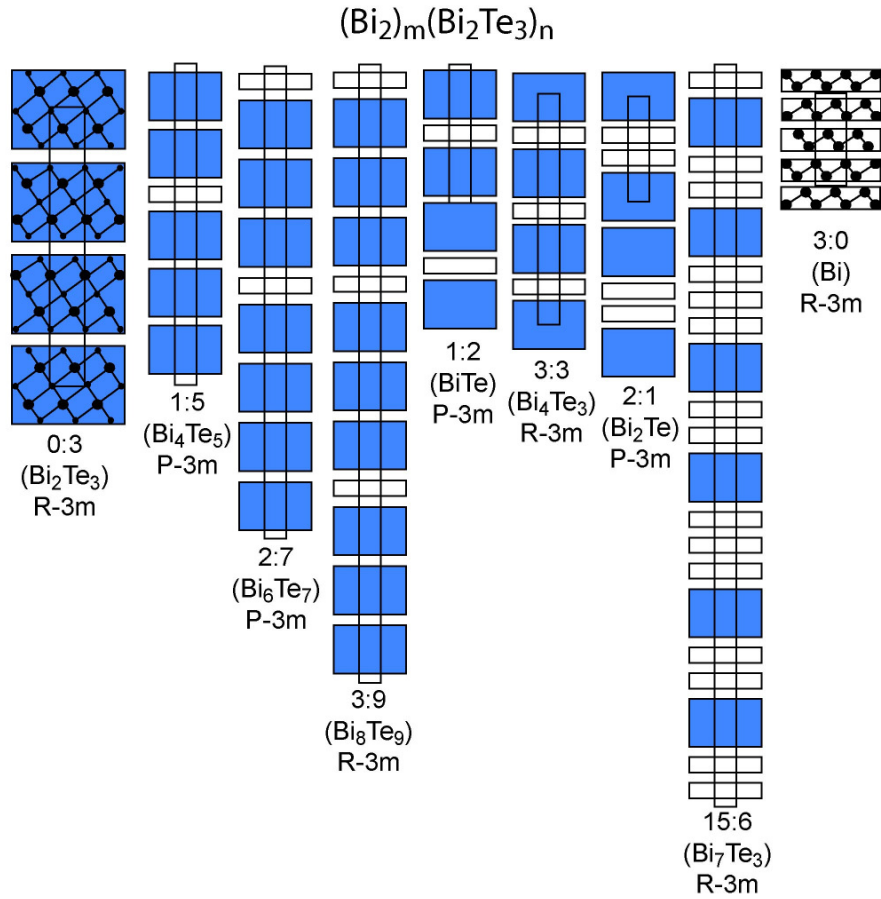 (Bi₂)ₘ(Bi₂Te₃)ₙ
0:3
(Bi₂Te₃)
R-3m
1:5
(Bi₄Te₅)
P-3m
2:7
(Bi₆Te₇)
P-3m
3:9
(Bi₈Te₉)
R-3m
1:2
(BiTe)
P-3m
3:3
(Bi₄Te₃)
R-3m
2:1
(Bi₂Te)
P-3m
15:6
(Bi₇Te₃)
R-3m
3:0
(Bi)
R-3m